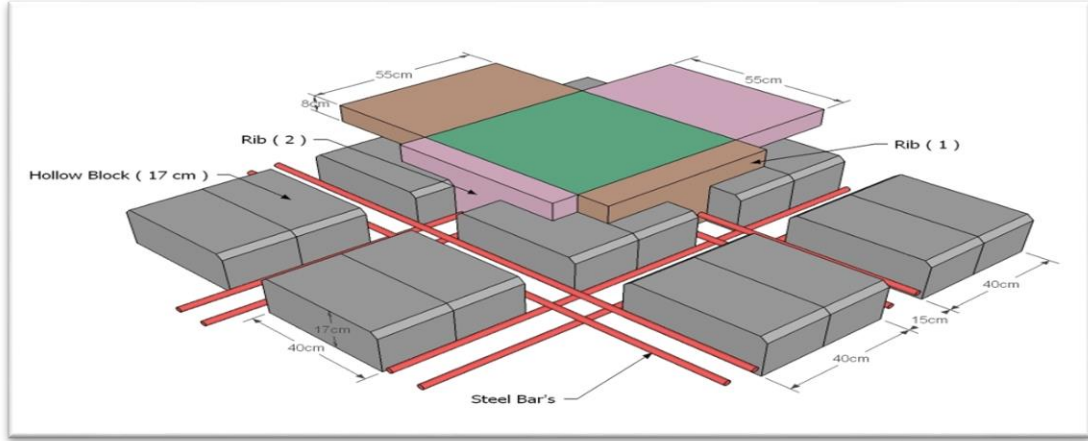 55cm
55cm
8cm
Rib ( 2 )
Rib ( 1 )
Hollow Block ( 17 cm )
17cm
40cm
40cm
15cm
40cm
Steel Bar's